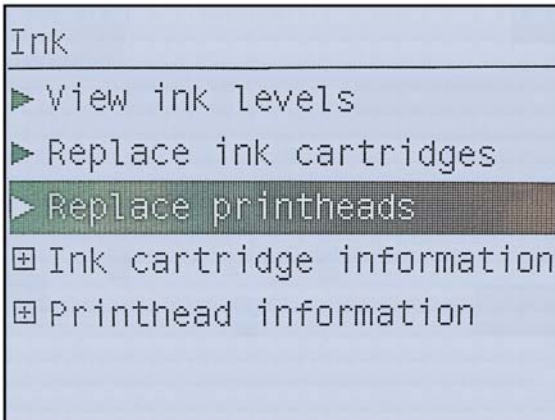 Ink
View ink levels
Replace ink cartridges
Replace printheads
Ink cartridge information
Printhead information